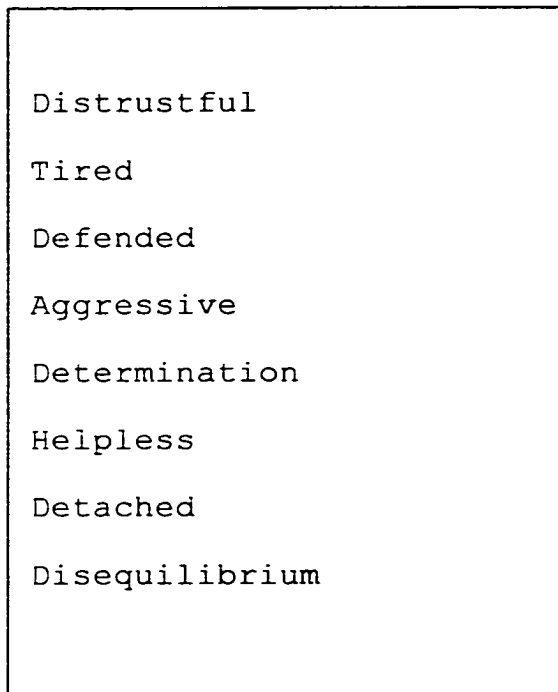 Distrustful
Tired
Defended
Aggressive
Determination
Helpless
Detached
Disequilibrium